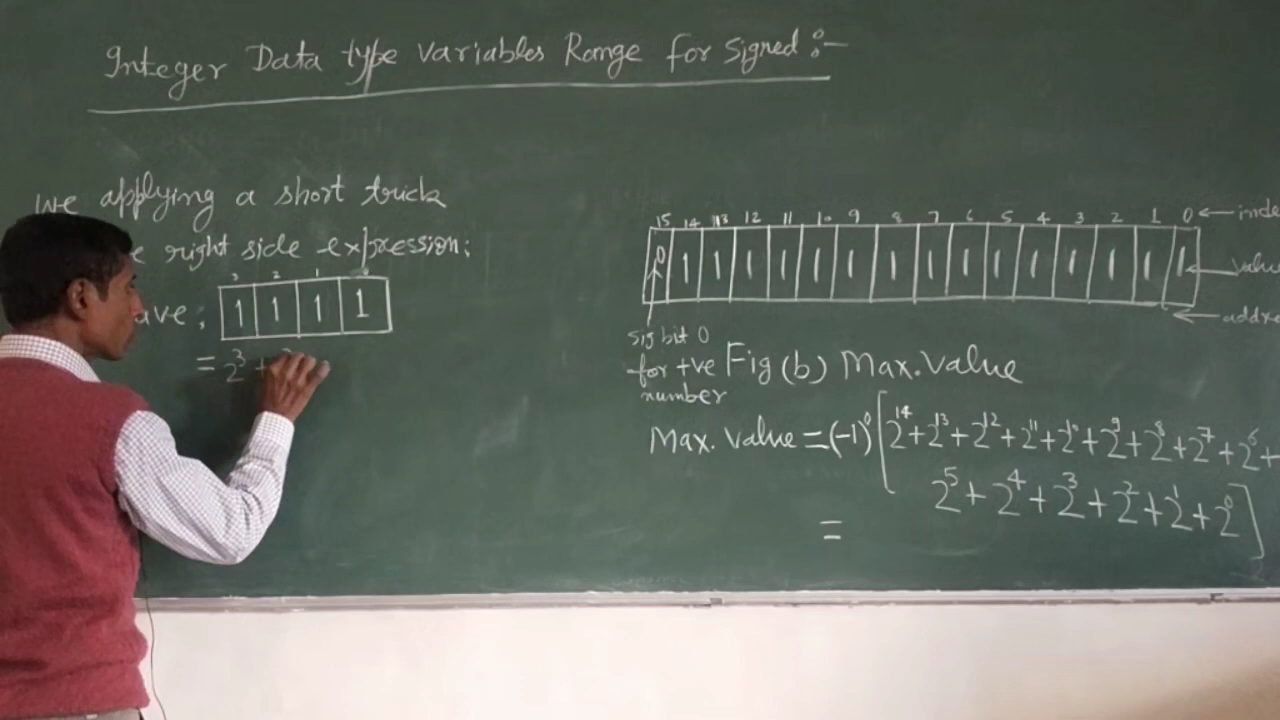 Integer Data type variables Range for signed :-
we applying a short trick
right side expression;
3 2 1
1 1 1 1
= 2³ +
15 14 13 12 11 10 9 8 7 6 5 4 3 2 1 0 ←
0 1 1 1 1 1 1 1 1 1 1 1 1 1 1 1 ←
←
sig bit 0
for +ve
number
Fig (b) Max. Value
Max. Value = (-1)⁰ [2¹⁴ + 2¹³ + 2¹² + 2¹¹ + 2¹⁰ + 2⁹ + 2⁸ + 2⁷ + 2⁶ +
2⁵ + 2⁴ + 2³ + 2² + 2¹ + 2⁰]
=